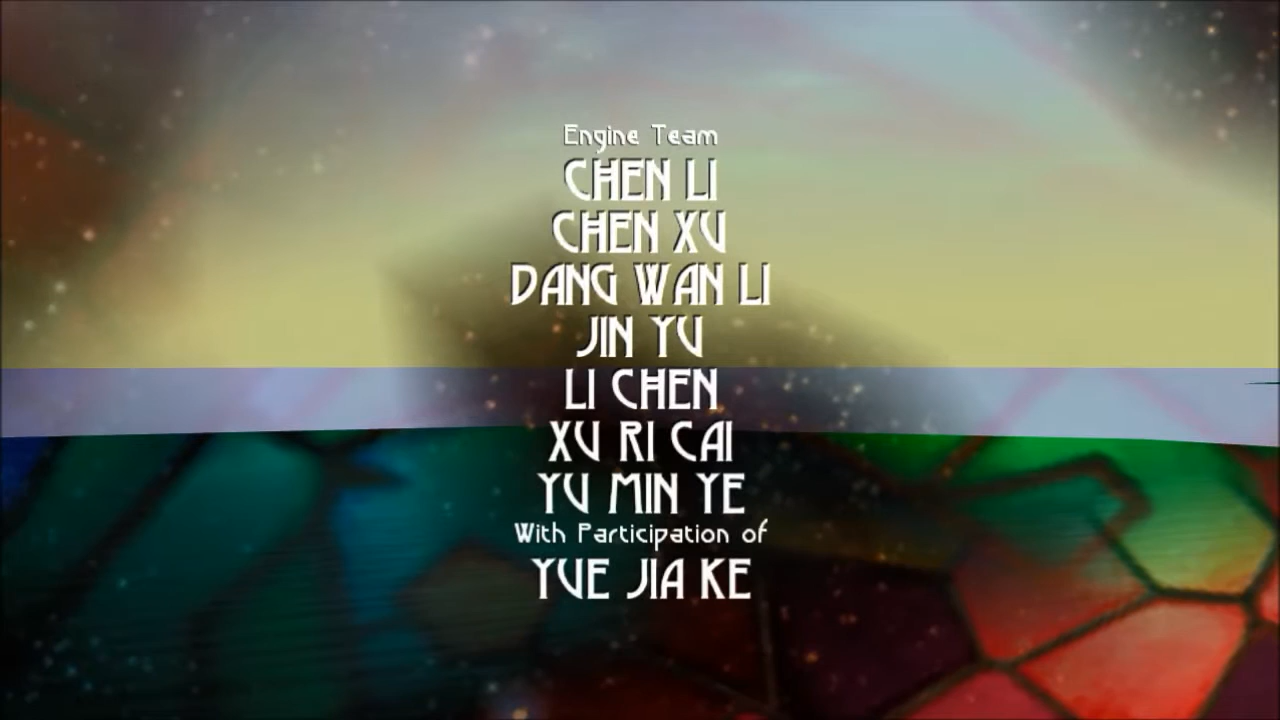 Engine Team
CHEN LI
CHEN XU
DANG WAN LI
JIN YU
LI CHEN
XU RI CAI
YU MIN YE
With Participation of
YUE JIA KE